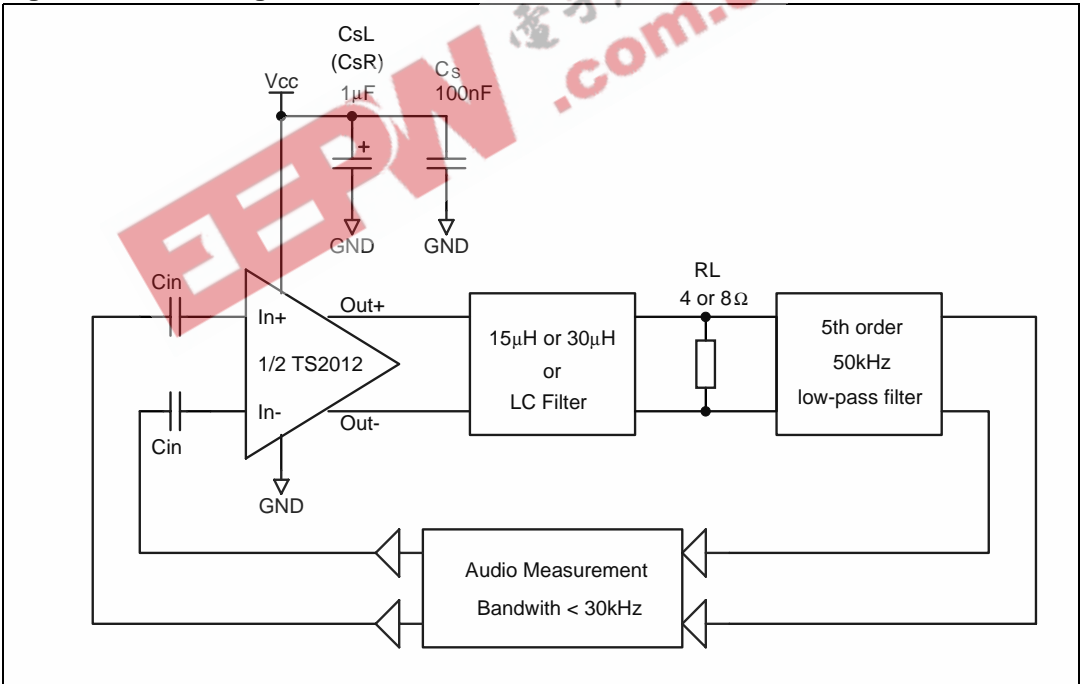 CsL
(CsR)
1µF
Cs
100nF
Vcc
GND
GND
Cin
In+
Out+
1/2 TS2012
In-
Out-
Cin
GND
15µH or 30µH
or
LC Filter
RL
4 or 8Ω
5th order
50kHz
low-pass filter
Audio Measurement
Bandwith < 30kHz
EEPW
.com.